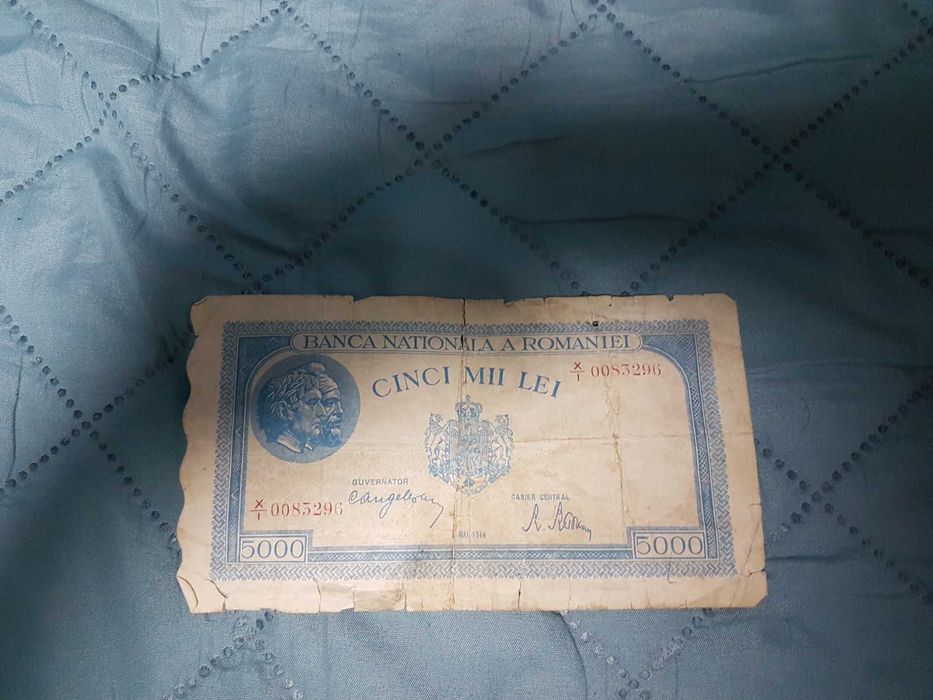 BANCA NATIONALA A ROMANIEI
CINCI MII LEI
X/1 0085296
GUVERNATOR
CASIER CENTRAL
X/1 0085296
MAI 1944
5000
5000